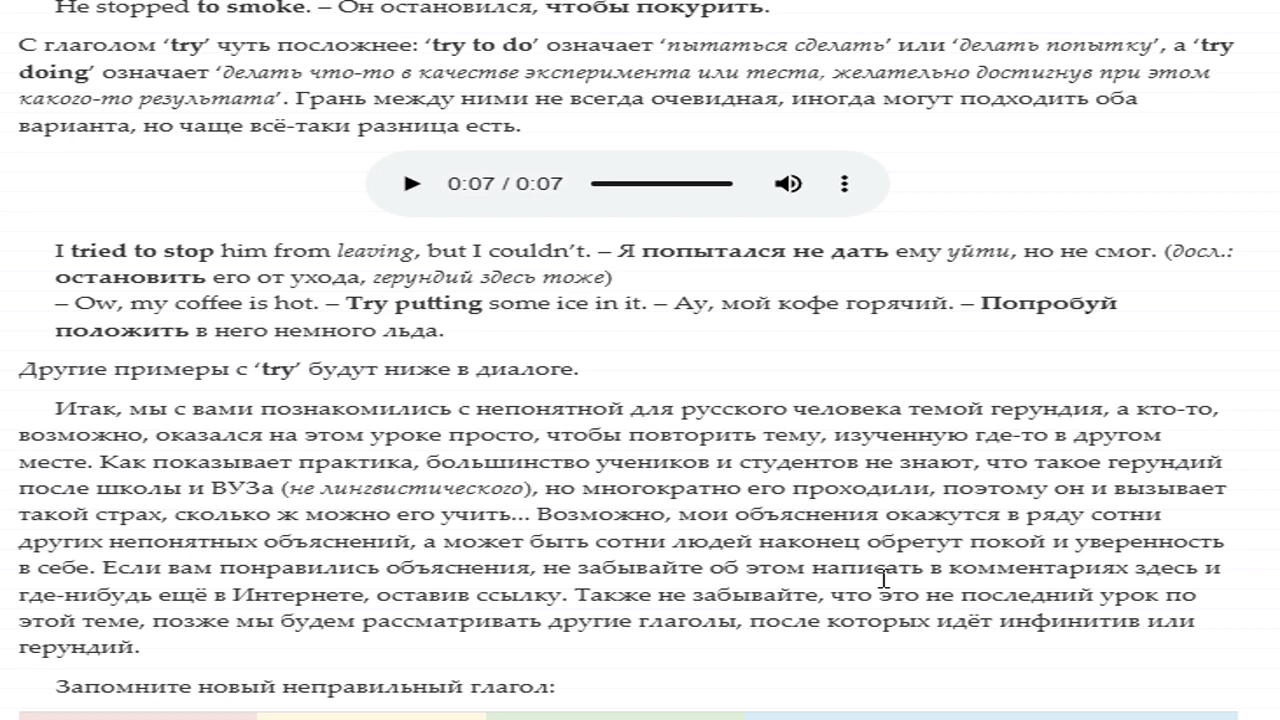 He stopped to smoke. – Он остановился, чтобы покурить.
С глаголом ‘try’ чуть посложнее: ‘try to do’ означает ‘пытаться сделать’ или ‘делать попытку’, а ‘try
doing’ означает ‘делать что-то в качестве эксперимента или теста, желательно достигнув при этом
какого-то результата’. Грань между ними не всегда очевидная, иногда могут подходить оба
варианта, но чаще всё-таки разница есть.
0:07 / 0:07
I tried to stop him from leaving, but I couldn’t. – Я попытался не дать ему уйти, но не смог. (досл.:
остановить его от ухода, герундий здесь тоже)
– Ow, my coffee is hot. – Try putting some ice in it. – Ау, мой кофе горячий. – Попробуй
положить в него немного льда.
Другие примеры с ‘try’ будут ниже в диалоге.
Итак, мы с вами познакомились с непонятной для русского человека темой герундия, а кто-то,
возможно, оказался на этом уроке просто, чтобы повторить тему, изученную где-то в другом
месте. Как показывает практика, большинство учеников и студентов не знают, что такое герундий
после школы и ВУЗа (не лингвистического), но многократно его проходили, поэтому он и вызывает
такой страх, сколько ж можно его учить... Возможно, мои объяснения окажутся в ряду сотни
других непонятных объяснений, а может быть сотни людей наконец обретут покой и уверенность
в себе. Если вам понравились объяснения, не забывайте об этом написать в комментариях здесь и
где-нибудь ещё в Интернете, оставив ссылку. Также не забывайте, что это не последний урок по
этой теме, позже мы будем рассматривать другие глаголы, после которых идёт инфинитив или
герундий.
Запомните новый неправильный глагол: